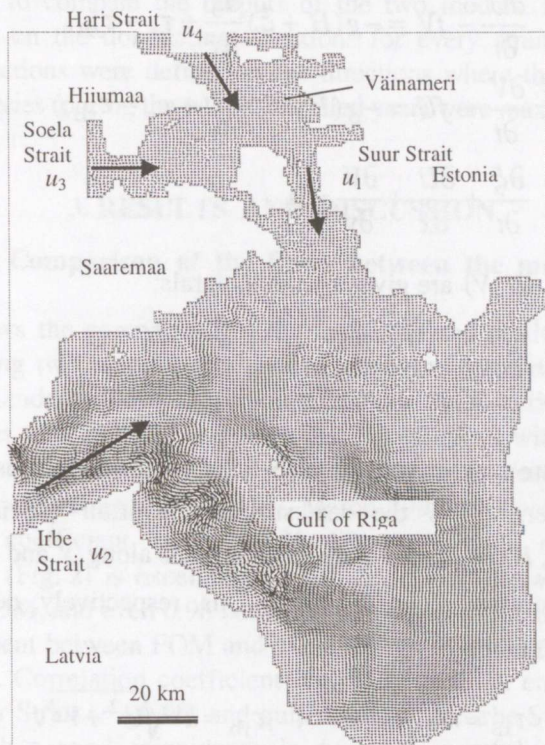 Hari Strait
u4
Hiiumaa
Väinameri
Soela
Strait
u3
Suur Strait
u1
Estonia
Saaremaa
Gulf of Riga
Irbe
Strait u2
Latvia
20 km